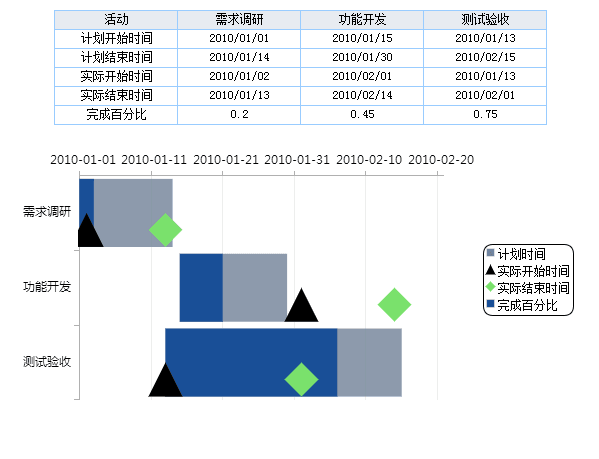 活动 需求调研 功能开发 测试验收
计划开始时间 2010/01/01 2010/01/15 2010/01/13
计划结束时间 2010/01/14 2010/01/30 2010/02/15
实际开始时间 2010/01/02 2010/02/01 2010/01/13
实际结束时间 2010/01/13 2010/02/14 2010/02/01
完成百分比 0.2 0.45 0.75
2010-01-01 2010-01-11 2010-01-21 2010-01-31 2010-02-10 2010-02-20
需求调研
功能开发
测试验收
计划时间
实际开始时间
实际结束时间
完成百分比